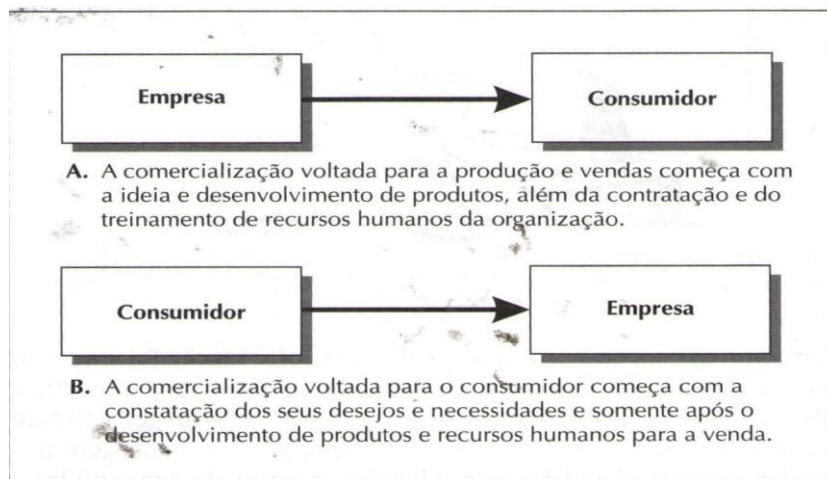 Empresa Consumidor
A. A comercialização voltada para a produção e vendas começa com
a ideia e desenvolvimento de produtos, além da contratação e do
treinamento de recursos humanos da organização.
Consumidor Empresa
B. A comercialização voltada para o consumidor começa com a
constatação dos seus desejos e necessidades e somente após o
desenvolvimento de produtos e recursos humanos para a venda.